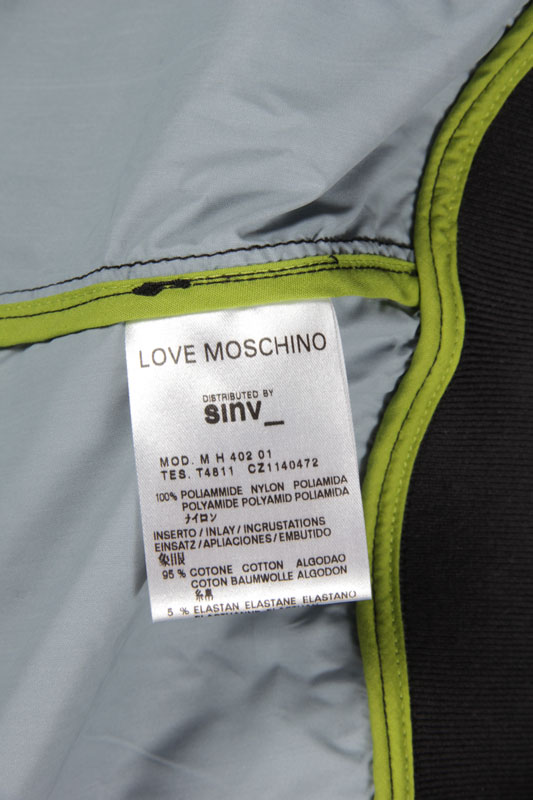 LOVE MOSCHINO
DISTRIBUTED BY
sinv_
MOD. M H 402 01
TES. T4811 CZ1140472
100% POLIAMMIDE NYLON POLIAMIDA
POLYAMIDE POLYAMID POLIAMIDA
ナイロン
INSERTO/INLAY/INCRUSTATIONS
EINSATZ/APLIACIONES/EMBUTIDO
95 % COTONE COTTON ALGODAO
COTON BAUMWOLLE ALGODON
5 % ELASTAN ELASTANE ELASTANO